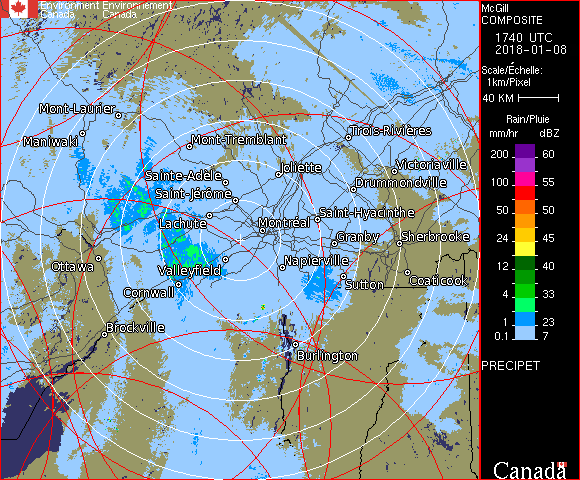 Environment Environnement
Canada Canada
Mont-Laurier
Maniwaki
Mont-Tremblant
Trois-Rivières
Sainte-Adèle
Joliette
Victoriaville
Saint-Jérôme
Drummondville
Lachute
Saint-Hyacinthe
Montréal
Granby
Sherbrooke
Ottawa
Valleyfield
Napierville
Coaticook
Sutton
Cornwall
Brockville
Burlington
McGill
COMPOSITE
1740 UTC
2018-01-08
Scale/Échelle:
1km/Pixel
40 KM
Rain/Pluie
mm/hr dBZ
200 60
100 55
50 50
24 45
12 40
4 33
1 23
0.1 7
PRECIPET
Canada